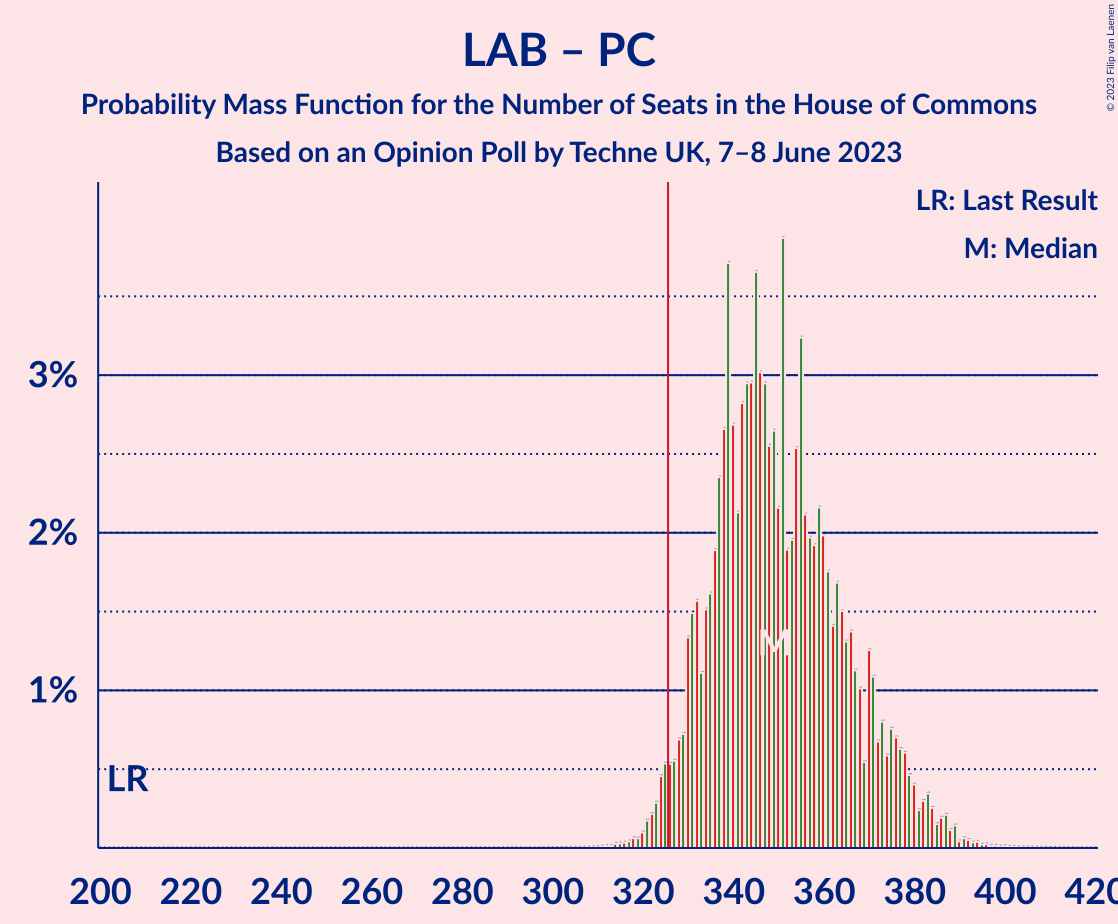 LAB – PC
Probability Mass Function for the Number of Seats in the House of Commons
Based on an Opinion Poll by Techne UK, 7–8 June 2023
© 2023 Filip van Laenen
LR: Last Result
M: Median
3%
2%
1%
LR
M
200 220 240 260 280 300 320 340 360 380 400 420